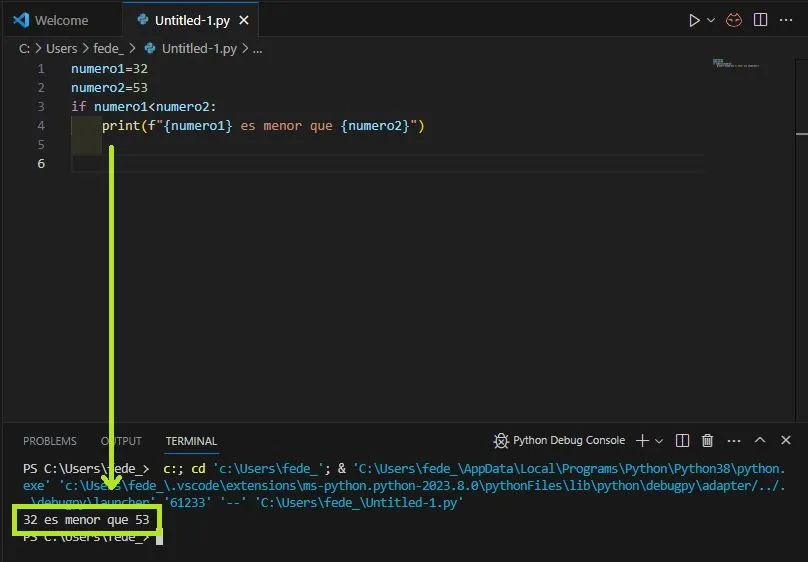 Welcome
Untitled-1.py
C: > Users > fede_ > Untitled-1.py > ...
1 numero1=32
2 numero2=53
3 if numero1<numero2:
4     print(f"{numero1} es menor que {numero2}")
5
6
PROBLEMS OUTPUT TERMINAL Python Debug Console
PS C:\Users\fede_> c:; cd 'c:\Users\fede_'; & 'C:\Users\fede_\AppData\Local\Programs\Python\Python38\python.
exe' 'c:\Users\fede_\.vscode\extensions\ms-python.python-2023.8.0\pythonFiles\lib\python\debugpy\adapter/../.
.\debugpy\launcher' '61233' '--' 'C:\Users\fede_\Untitled-1.py'
32 es menor que 53
PS C:\Users\fede_>